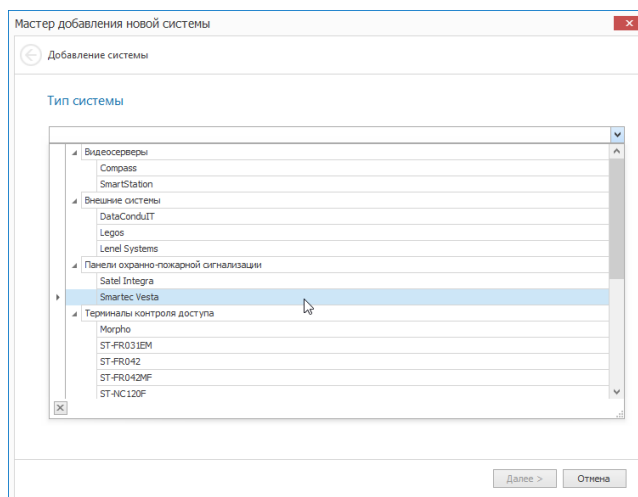 Мастер добавления новой системы
Добавление системы
Тип системы
Видеосерверы
Compass
SmartStation
Внешние системы
DataConduIT
Legos
Lenel Systems
Панели охранно-пожарной сигнализации
Satel Integra
Smartec Vesta
Терминалы контроля доступа
Morpho
ST-FR031EM
ST-FR042
ST-FR042MF
ST-NC120F
Далее >
Отмена